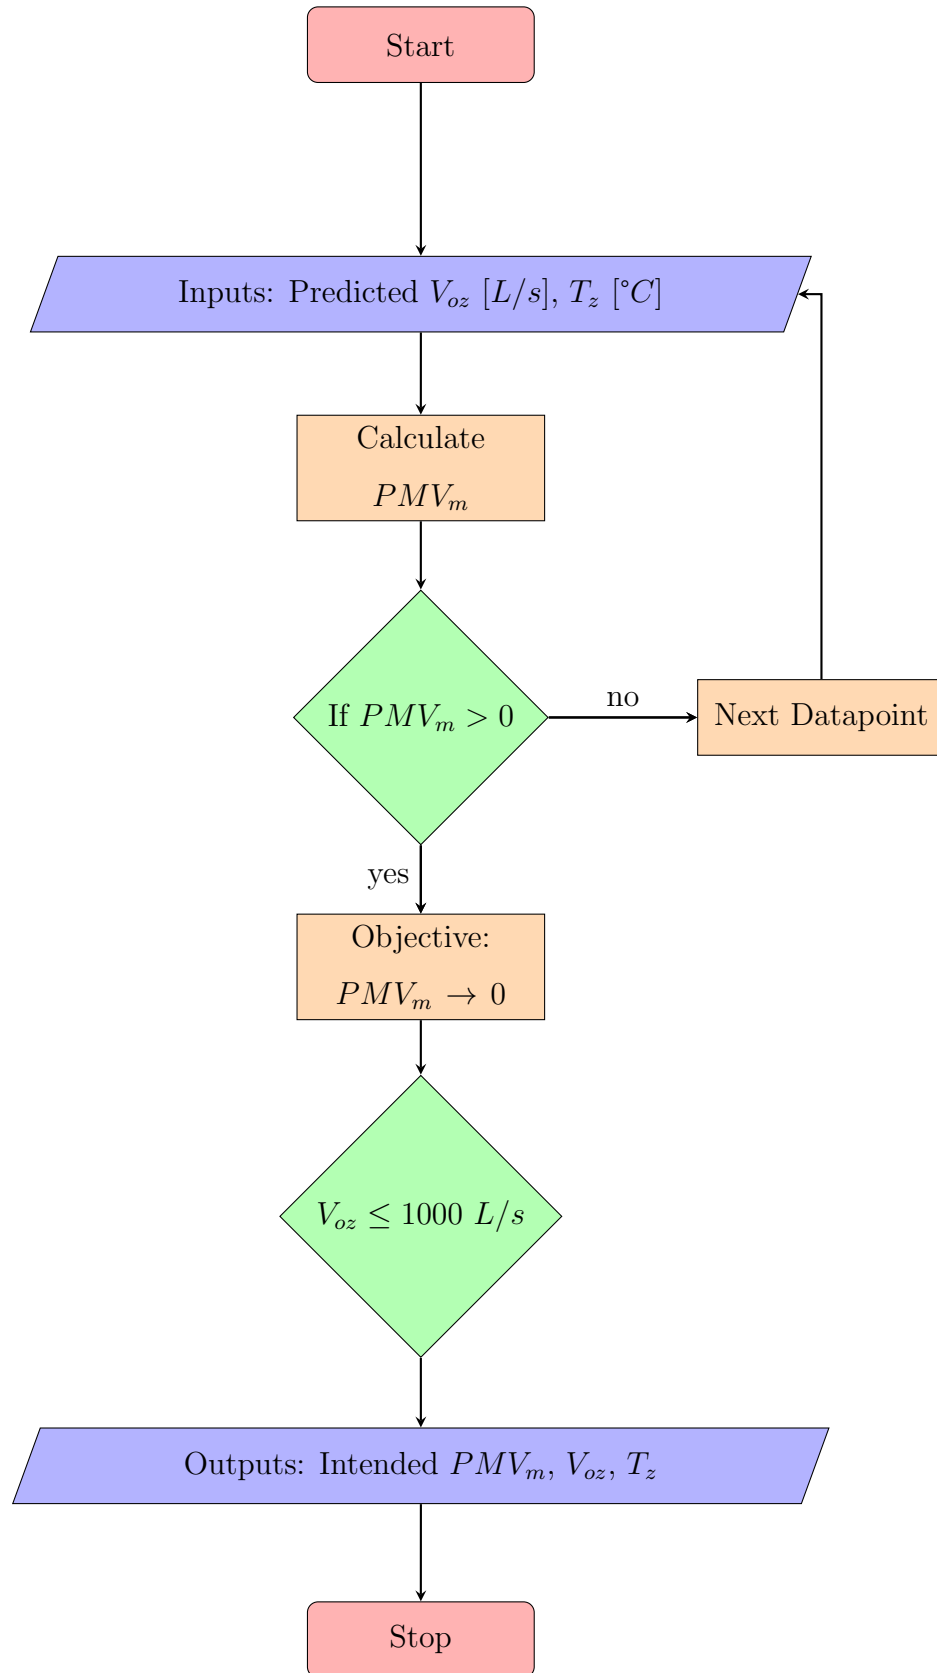 Start
Inputs: Predicted V_oz [L/s], T_z [°C]
Calculate
PMV_m
If PMV_m > 0
no
Next Datapoint
yes
Objective:
PMV_m → 0
V_oz ≤ 1000 L/s
Outputs: Intended PMV_m, V_oz, T_z
Stop